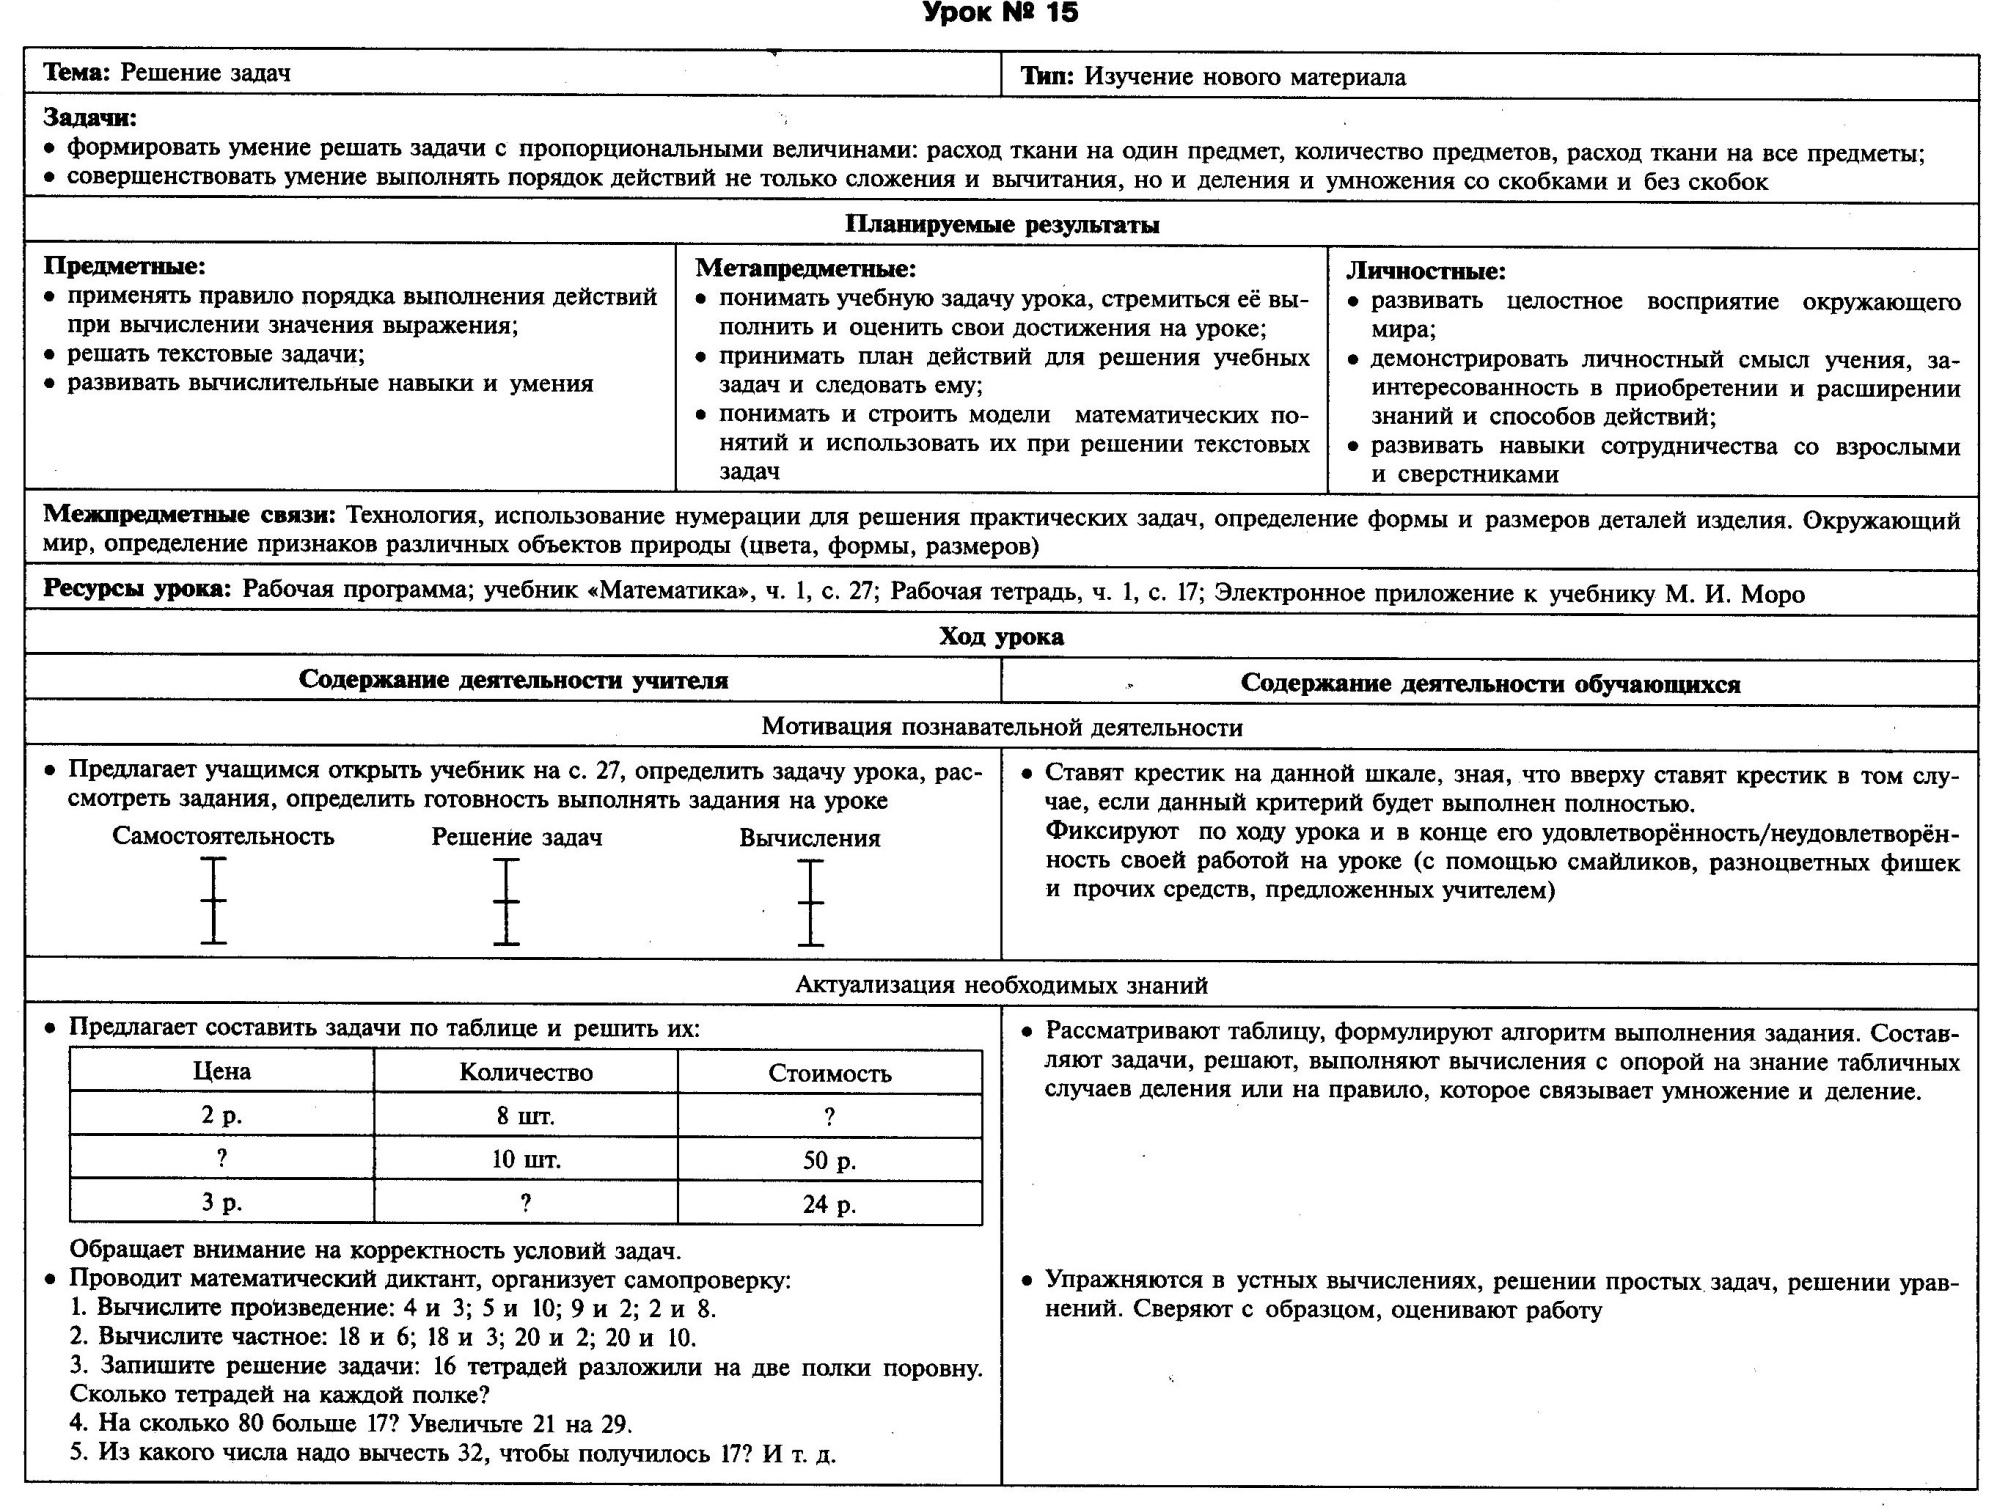 Урок № 15
Тема: Решение задач
Тип: Изучение нового материала
Задачи:
• формировать умение решать задачи с пропорциональными величинами: расход ткани на один предмет, количество предметов, расход ткани на все предметы;
• совершенствовать умение выполнять порядок действий не только сложения и вычитания, но и деления и умножения со скобками и без скобок
Планируемые результаты
Предметные:
• применять правило порядка выполнения действий
при вычислении значения выражения;
• решать текстовые задачи;
• развивать вычислительные навыки и умения
Метапредметные:
• понимать учебную задачу урока, стремиться её вы-
полнить и оценить свои достижения на уроке;
• принимать план действий для решения учебных
задач и следовать ему;
• понимать и строить модели математических по-
нятий и использовать их при решении текстовых
задач
Личностные:
• развивать целостное восприятие окружающего
мира;
• демонстрировать личностный смысл учения, за-
интересованность в приобретении и расширении
знаний и способов действий;
• развивать навыки сотрудничества со взрослыми
и сверстниками
Межпредметные связи: Технология, использование нумерации для решения практических задач, определение формы и размеров деталей изделия. Окружающий
мир, определение признаков различных объектов природы (цвета, формы, размеров)
Ресурсы урока: Рабочая программа; учебник «Математика», ч. 1, с. 27; Рабочая тетрадь, ч. 1, с. 17; Электронное приложение к учебнику М. И. Моро
Ход урока
Содержание деятельности учителя
Содержание деятельности обучающихся
Мотивация познавательной деятельности
• Предлагает учащимся открыть учебник на с. 27, определить задачу урока, рас-
смотреть задания, определить готовность выполнять задания на уроке
Самостоятельность Решение задач Вычисления
• Ставят крестик на данной шкале, зная, что вверху ставят крестик в том слу-
чае, если данный критерий будет выполнен полностью.
Фиксируют по ходу урока и в конце его удовлетворённость/неудовлетворён-
ность своей работой на уроке (с помощью смайликов, разноцветных фишек
и прочих средств, предложенных учителем)
Актуализация необходимых знаний
• Предлагает составить задачи по таблице и решить их:
Цена Количество Стоимость
2 р. 8 шт. ?
? 10 шт. 50 р.
3 р. ? 24 р.
Обращает внимание на корректность условий задач.
• Проводит математический диктант, организует самопроверку:
1. Вычислите произведение: 4 и 3; 5 и 10; 9 и 2; 2 и 8.
2. Вычислите частное: 18 и 6; 18 и 3; 20 и 2; 20 и 10.
3. Запишите решение задачи: 16 тетрадей разложили на две полки поровну.
Сколько тетрадей на каждой полке?
4. На сколько 80 больше 17? Увеличьте 21 на 29.
5. Из какого числа надо вычесть 32, чтобы получилось 17? И т. д.
• Рассматривают таблицу, формулируют алгоритм выполнения задания. Состав-
ляют задачи, решают, выполняют вычисления с опорой на знание табличных
случаев деления или на правило, которое связывает умножение и деление.
• Упражняются в устных вычислениях, решении простых задач, решении урав-
нений. Сверяют с образцом, оценивают работу